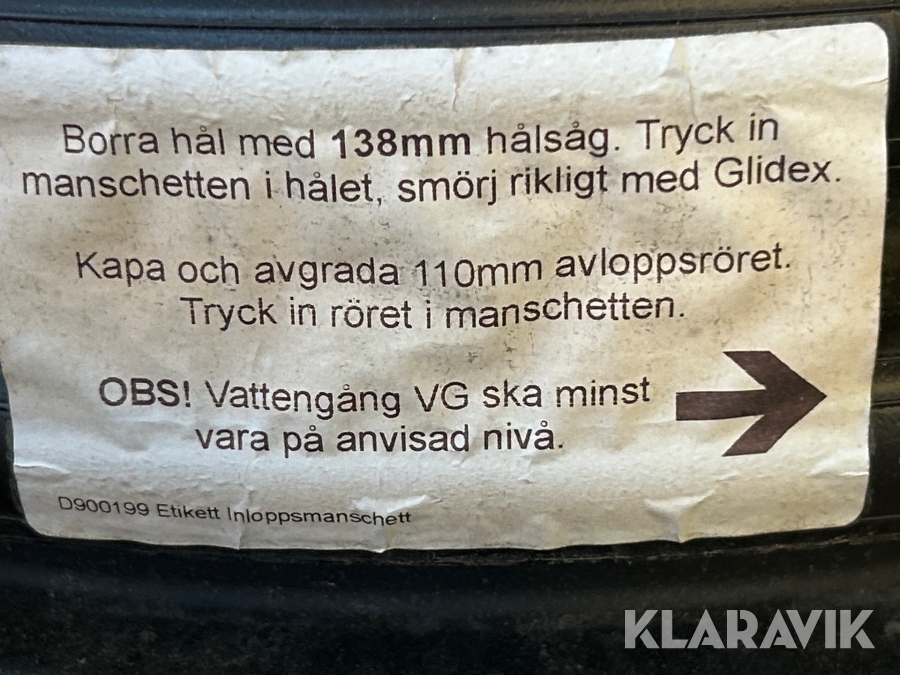 Borra hål med 138mm hålsåg. Tryck in
manschetten i hålet, smörj rikligt med Glidex.
Kapa och avgrada 110mm avloppsröret.
Tryck in röret i manschetten.
OBS! Vattengång VG ska minst
vara på anvisad nivå.
D900199 Etikett Inloppsmanschett
KLARAVIK